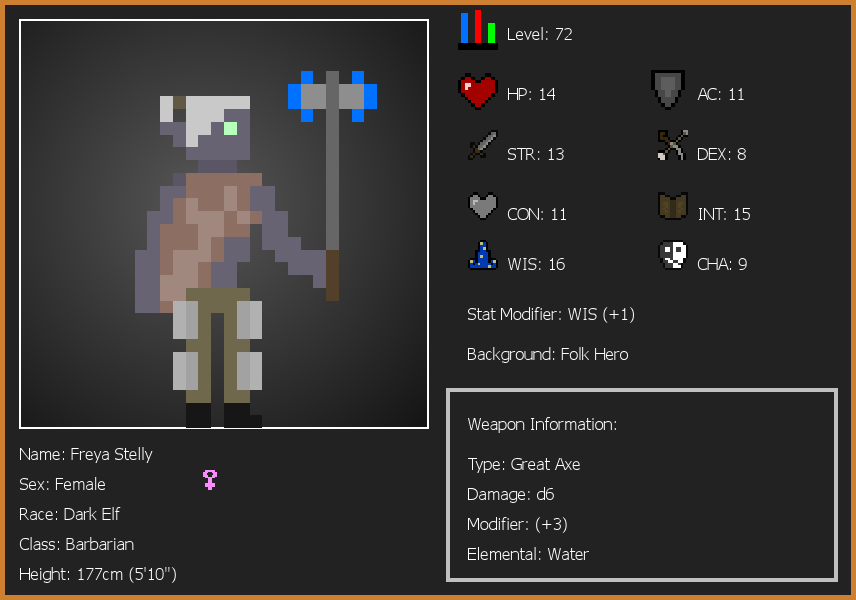 Level: 72
HP: 14
AC: 11
STR: 13
DEX: 8
CON: 11
INT: 15
WIS: 16
CHA: 9
Stat Modifier: WIS (+1)
Background: Folk Hero
Weapon Information:
Type: Great Axe
Damage: d6
Modifier: (+3)
Elemental: Water
Name: Freya Stelly
Sex: Female
Race: Dark Elf
Class: Barbarian
Height: 177cm (5'10")